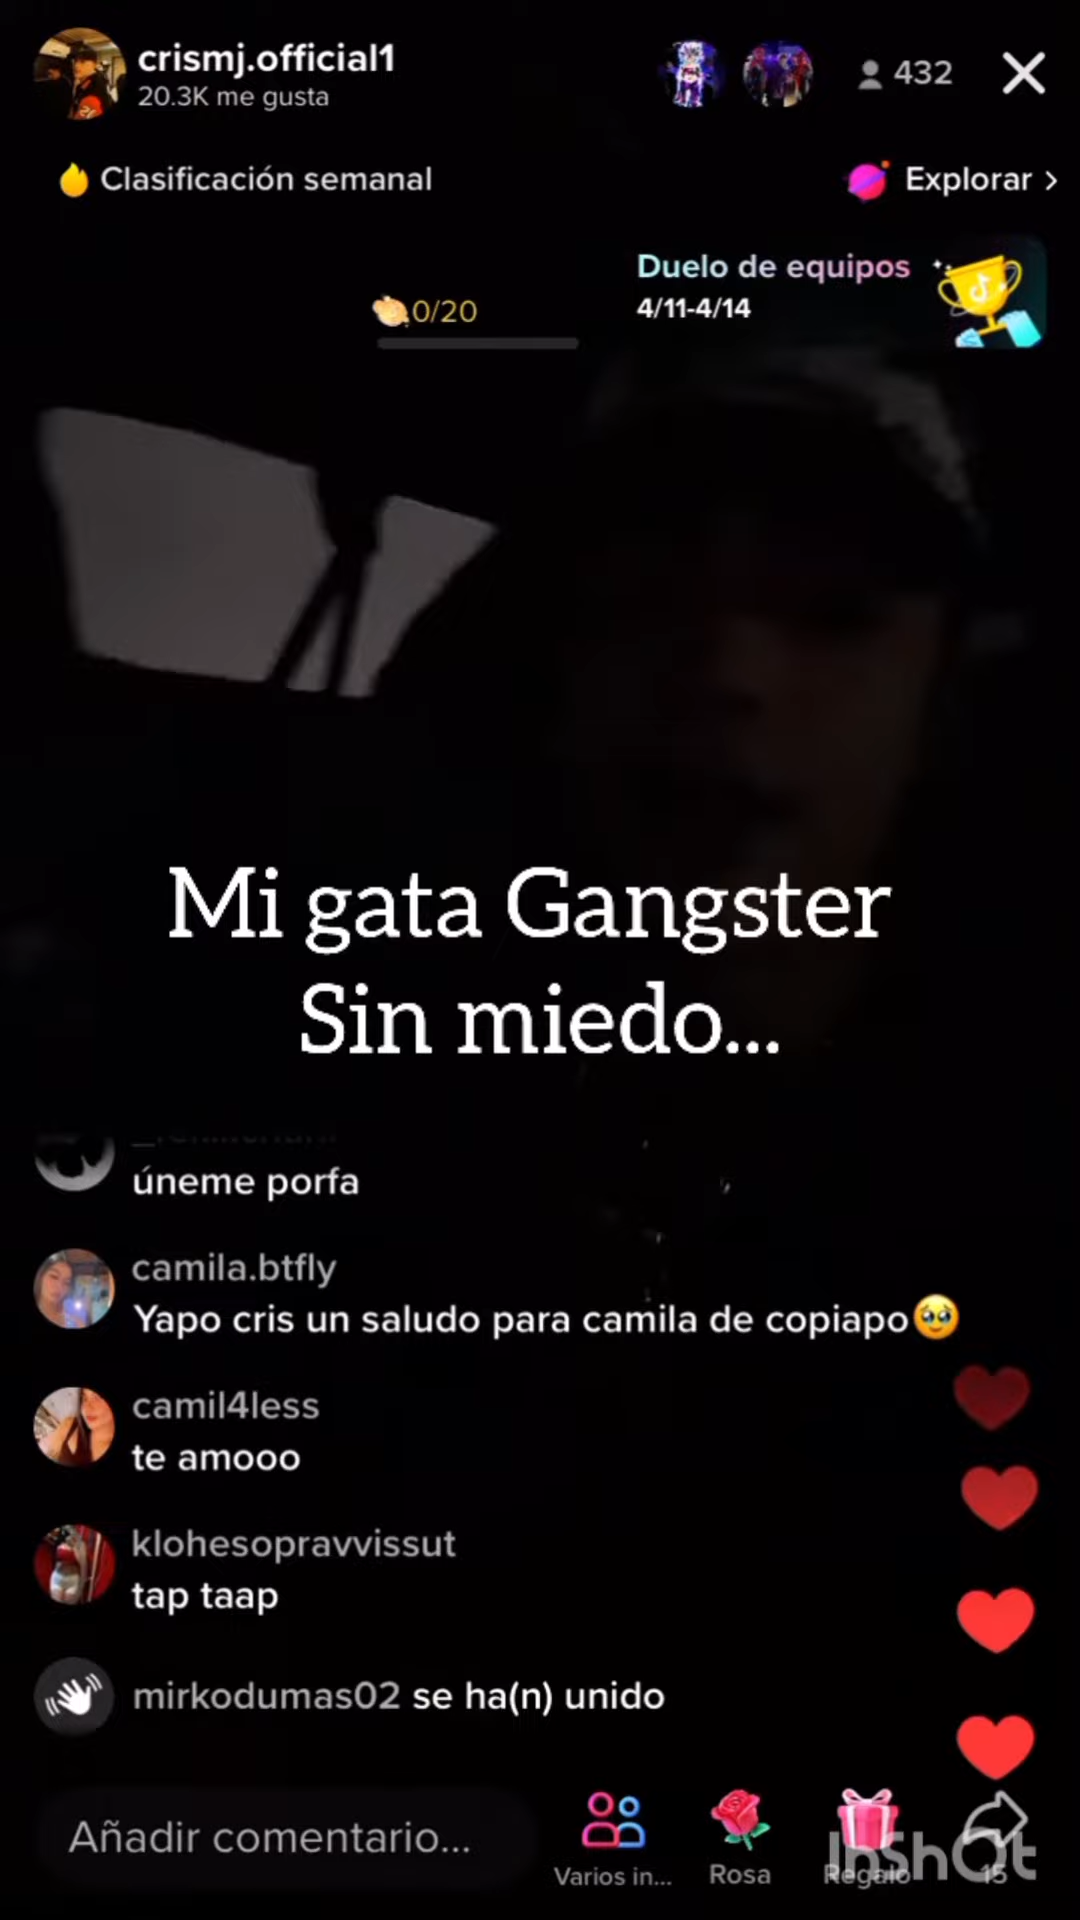 crismj.official1
20.3K me gusta
432
Clasificación semanal
Explorar >
0/20
Duelo de equipos
4/11-4/14
Mi gata Gangster
Sin miedo...
úneme porfa
camila.btfly
Yapo cris un saludo para camila de copiapo🥹
camil4less
te amooo
klohesopravvissut
tap taap
mirkodumas02 se ha(n) unido
Añadir comentario...
Varios in...
Rosa
Regalo
15
InShOt